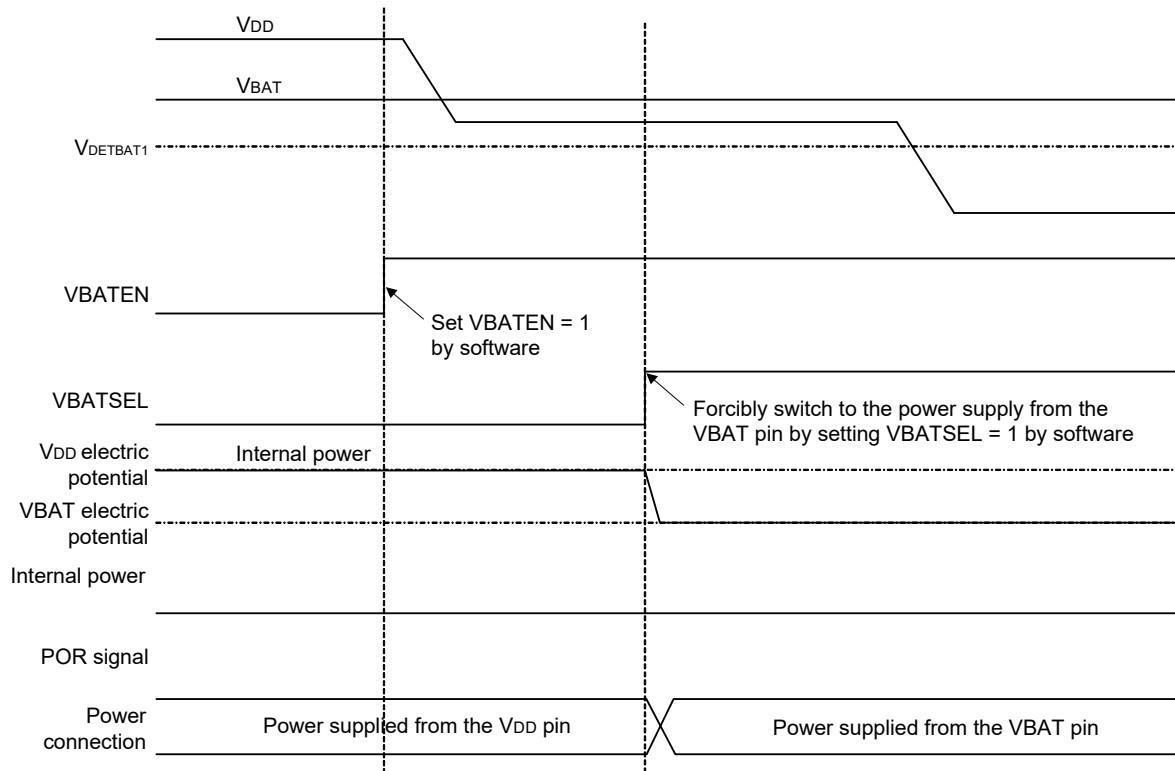 VDD
VBAT
VDETBAT1
VBATEN
Set VBATEN = 1
by software
VBATSEL
Forcibly switch to the power supply from the
VBAT pin by setting VBATSEL = 1 by software
VDD electric
potential
Internal power
VBAT electric
potential
Internal power
POR signal
Power
connection
Power supplied from the VDD pin
Power supplied from the VBAT pin